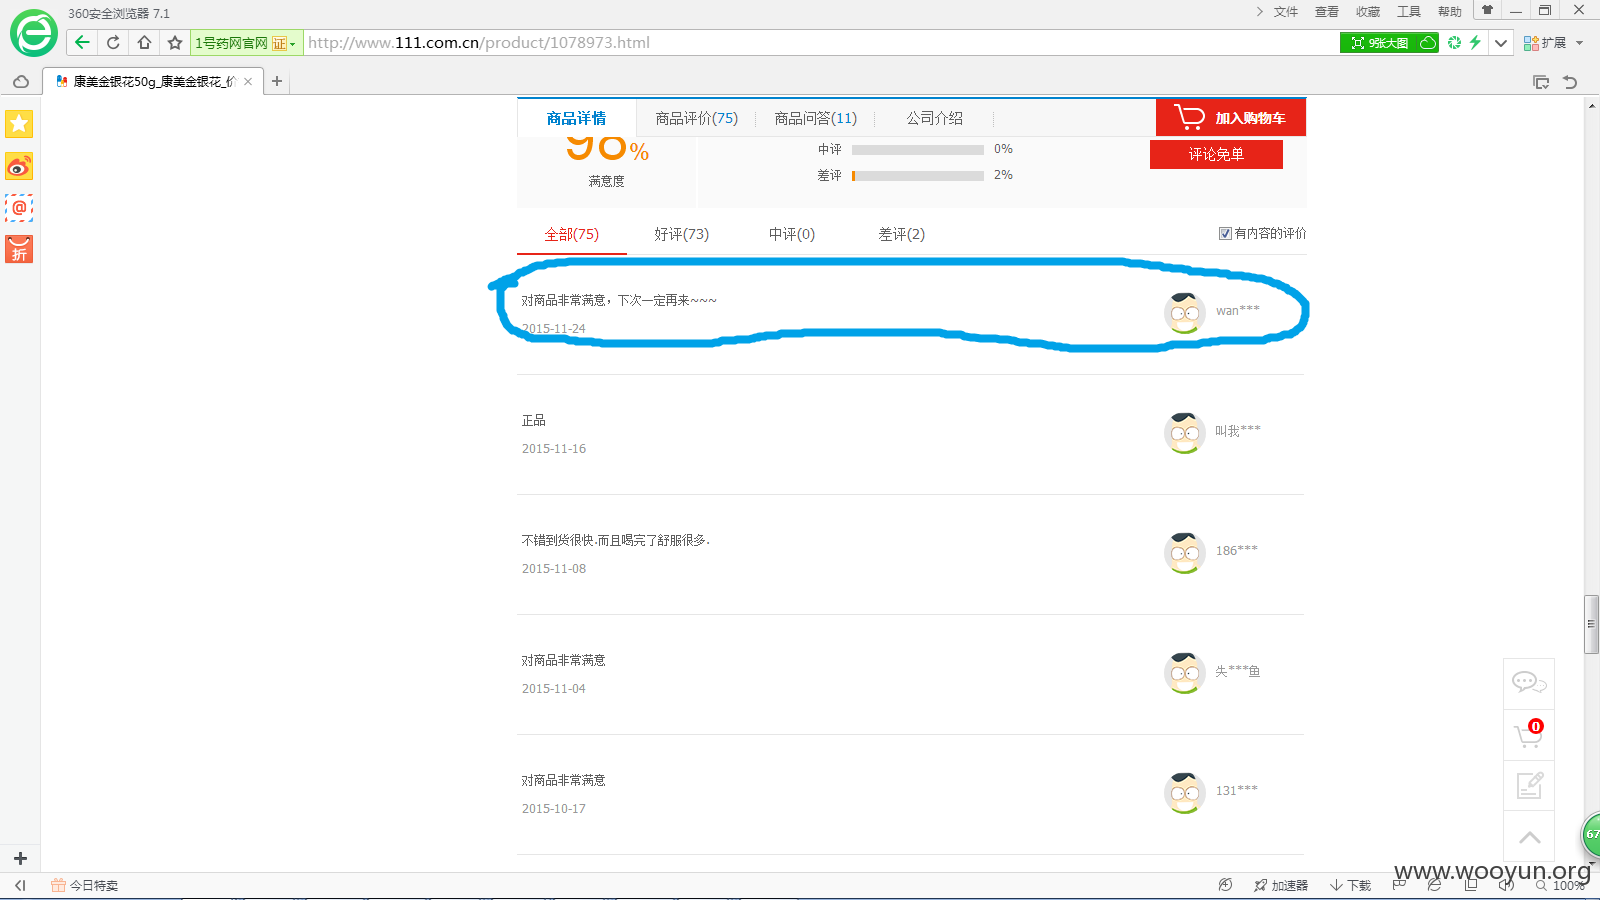 360安全浏览器 7.1
文件 查看 收藏 工具 帮助
1号药网官网 证
http://www.111.com.cn/product/1078973.html
9张大图
扩展
康美金银花50g_康美金银花_价
商品详情 商品评价(75) 商品问答(11) 公司介绍
加入购物车
98%
满意度
中评 0%
差评 2%
评论免单
全部(75) 好评(73) 中评(0) 差评(2)
有内容的评价
对商品非常满意，下次一定再来~~~
2015-11-24
wan***
正品
2015-11-16
叫我***
不错到货很快.而且喝完了舒服很多.
2015-11-08
186***
对商品非常满意
2015-11-04
失***鱼
对商品非常满意
2015-10-17
131***
@
折
0
67
www.wooyun.org
今日特卖
加速器
下载
100%